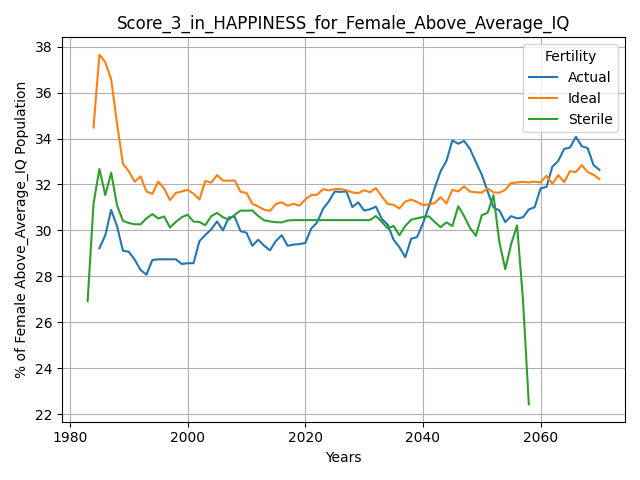 Score_3_in_HAPPINESS_for_Female_Above_Average_IQ
% of Female Above_Average_IQ Population
38
36
34
32
30
28
26
24
22
Fertility
Actual
Ideal
Sterile
1980
2000
2020
2040
2060
Years